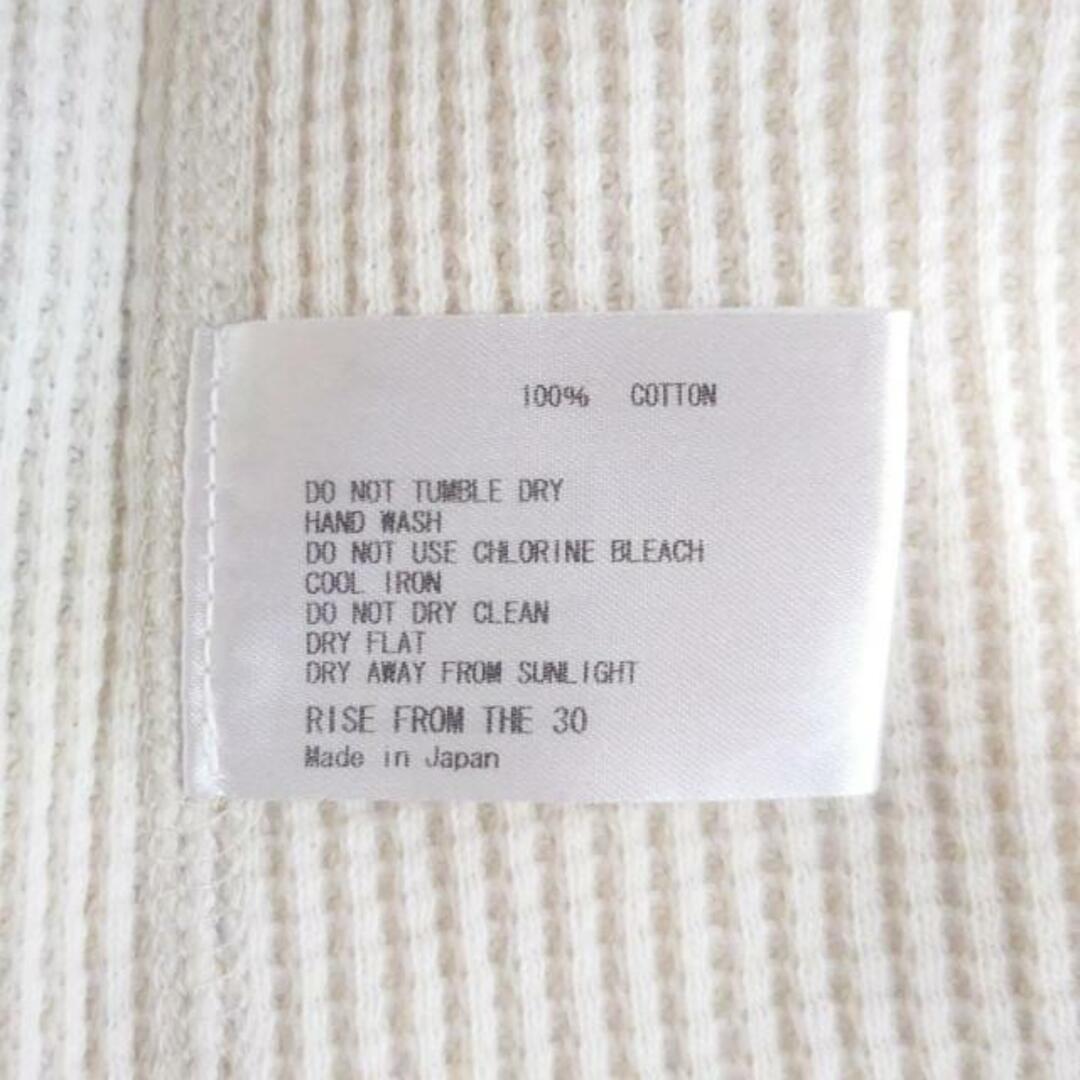 100% COTTON
DO NOT TUMBLE DRY
HAND WASH
DO NOT USE CHLORINE BLEACH
COOL IRON
DO NOT DRY CLEAN
DRY FLAT
DRY AWAY FROM SUNLIGHT
RISE FROM THE 30
Made in Japan